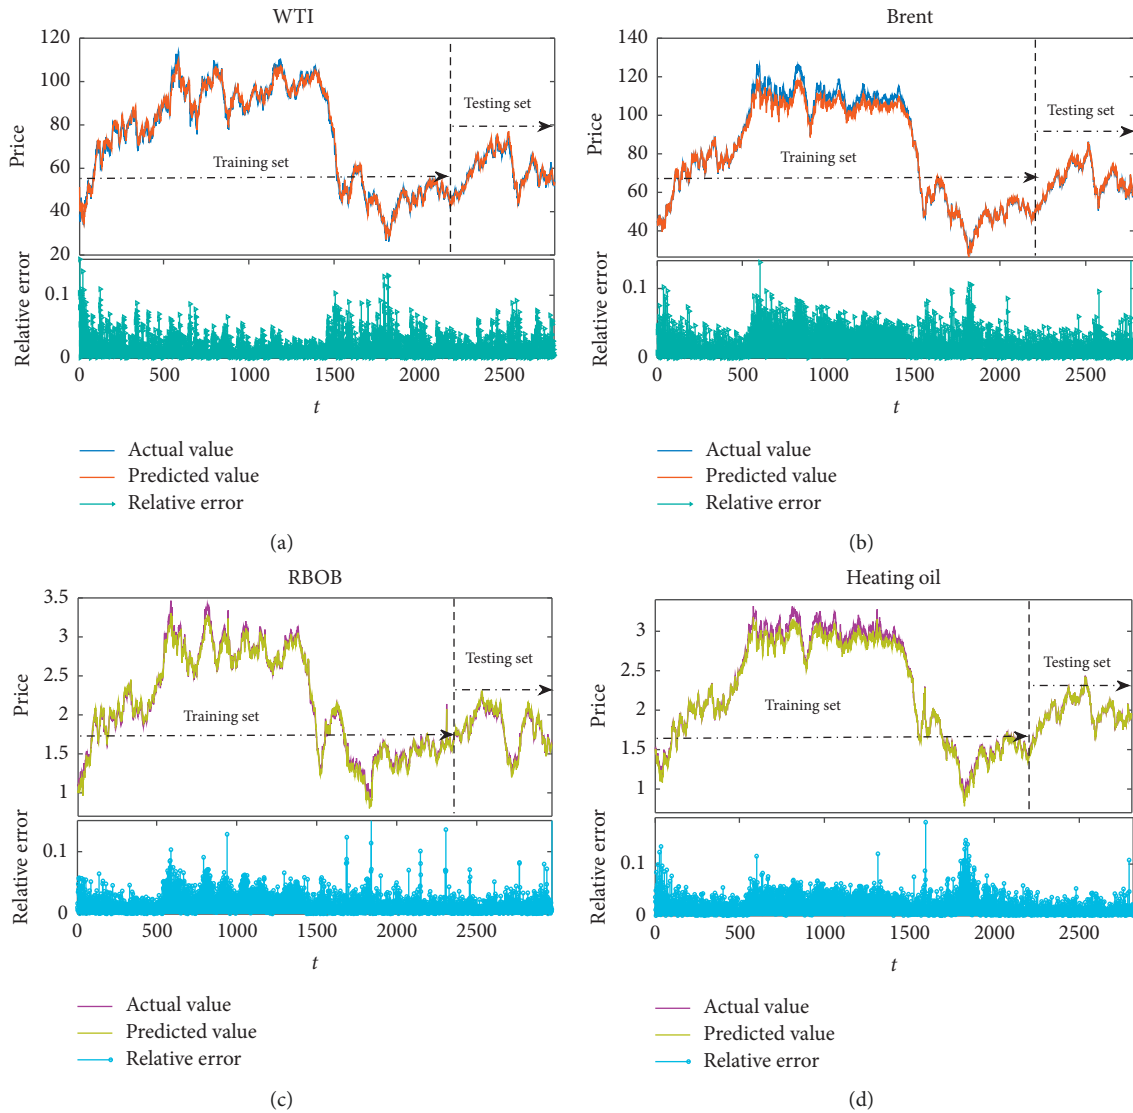 WTI
120
100
80
60
40
20
Price
Training set
Testing set
0.1
0
Relative error
0 500 1000 1500 2000 2500
t
Actual value
Predicted value
Relative error
(a)
Brent
140
120
100
80
60
40
Price
Training set
Testing set
0.1
0
Relative error
0 500 1000 1500 2000 2500
t
Actual value
Predicted value
Relative error
(b)
RBOB
3.5
3
2.5
2
1.5
1
Price
Training set
Testing set
0.1
0
Relative error
0 500 1000 1500 2000 2500
t
Actual value
Predicted value
Relative error
(c)
Heating oil
3
2.5
2
1.5
1
Price
Training set
Testing set
0.1
0
Relative error
0 500 1000 1500 2000 2500
t
Actual value
Predicted value
Relative error
(d)